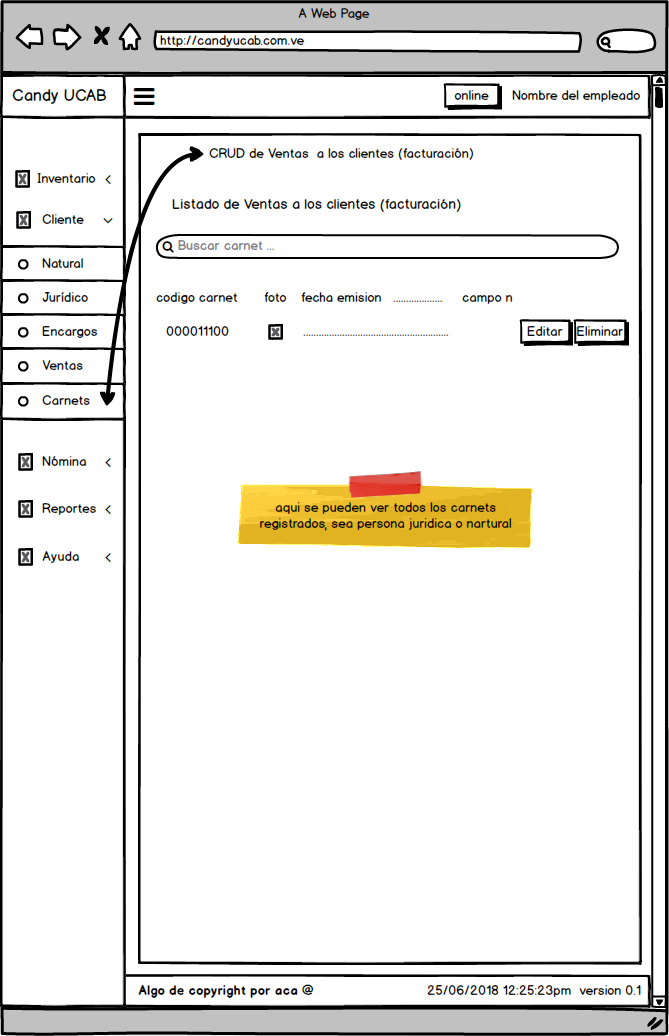 A Web Page
http://candyucab.com.ve
Candy UCAB
online
Nombre del empleado
Inventario
Cliente
Natural
Jurídico
Encargos
Ventas
Carnets
Nómina
Reportes
Ayuda
CRUD de Ventas a los clientes (facturación)
Listado de Ventas a los clientes (facturación)
Buscar carnet ...
codigo carnet foto fecha emision ................... campo n
000011100 ........................................................ Editar Eliminar
aqui se pueden ver todos los carnets
registrados, sea persona juridica o nartural
Algo de copyright por aca @
25/06/2018 12:25:23pm version 0.1